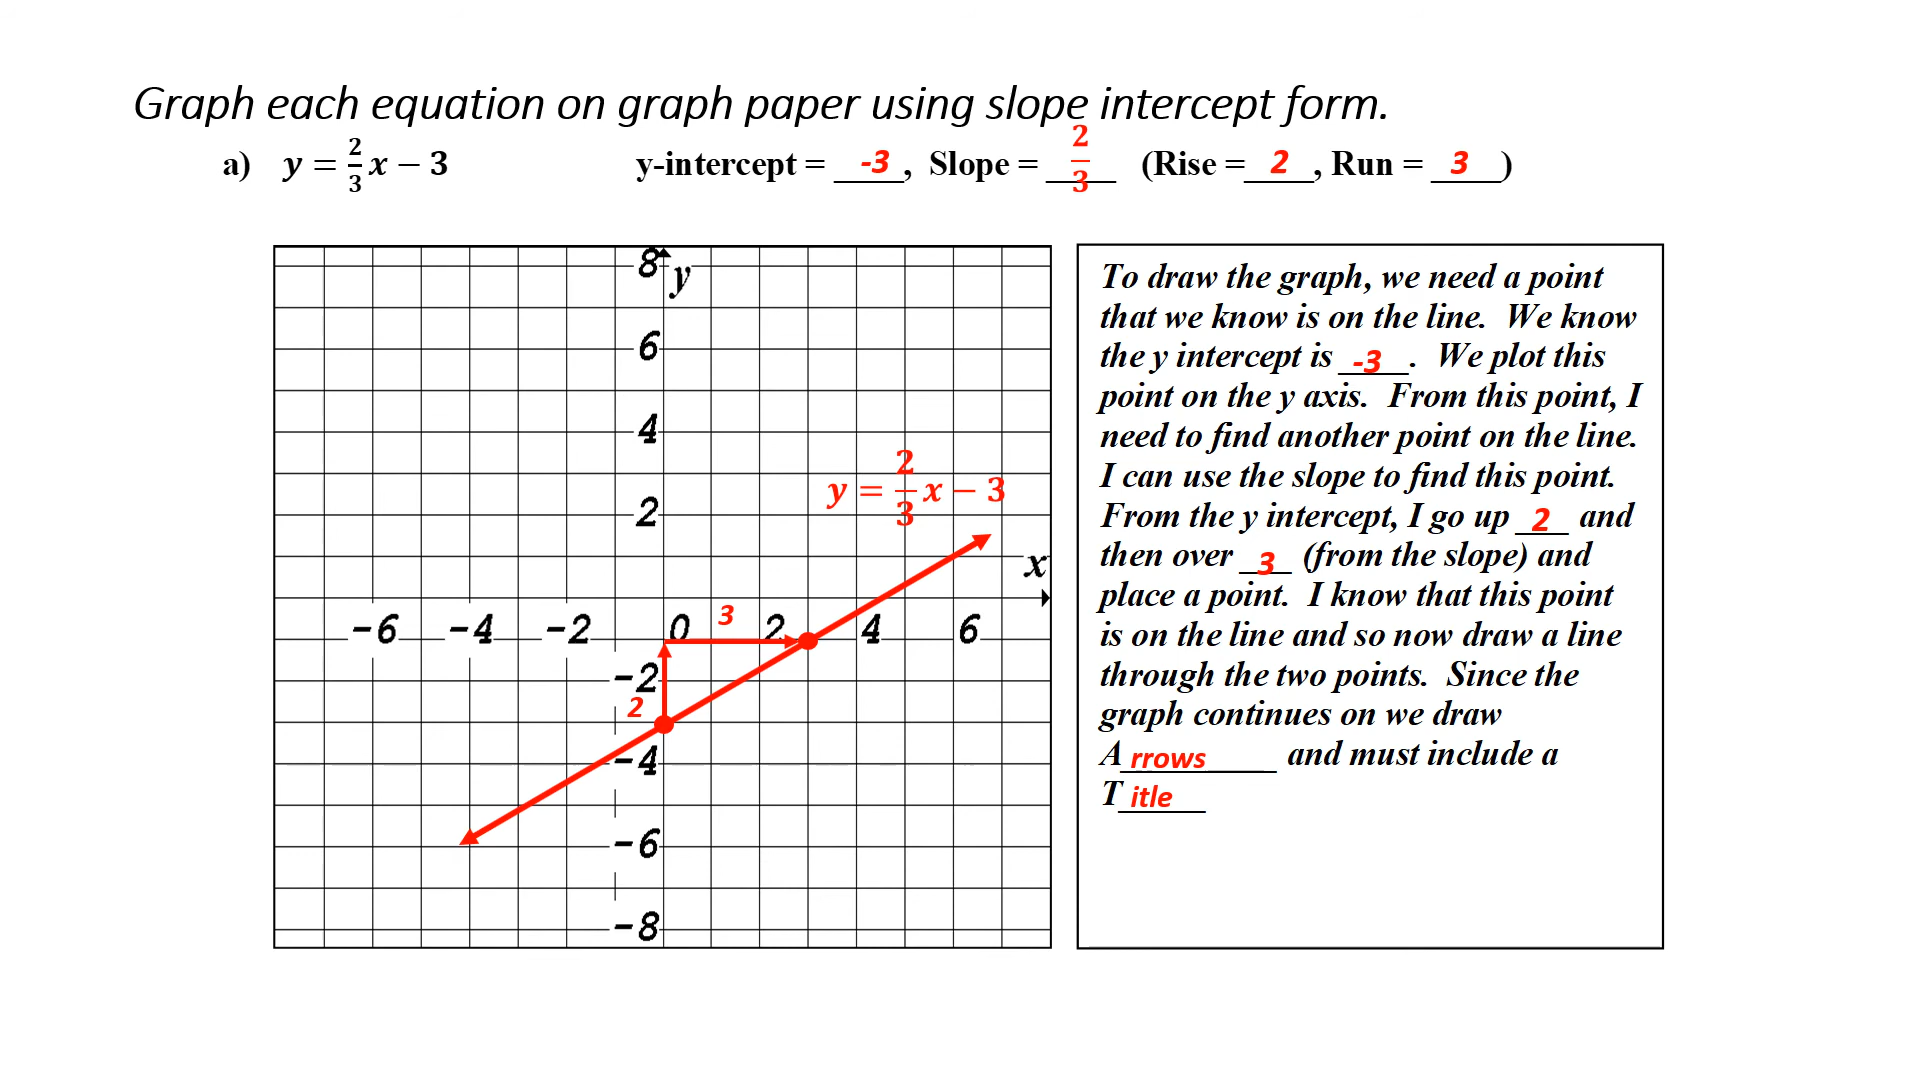 Graph each equation on graph paper using slope intercept form.
a) y = 2/3 x − 3 y-intercept = -3, Slope = 2/3 (Rise = 2, Run = 3)
8 y
6
4
2
y = 2/3 x − 3
x
-6 -4 -2 0 3 2 4 6
-2
2
-4
-6
-8
To draw the graph, we need a point
that we know is on the line. We know
the y intercept is -3. We plot this
point on the y axis. From this point, I
need to find another point on the line.
I can use the slope to find this point.
From the y intercept, I go up 2 and
then over 3 (from the slope) and
place a point. I know that this point
is on the line and so now draw a line
through the two points. Since the
graph continues on we draw
Arrows and must include a
Title